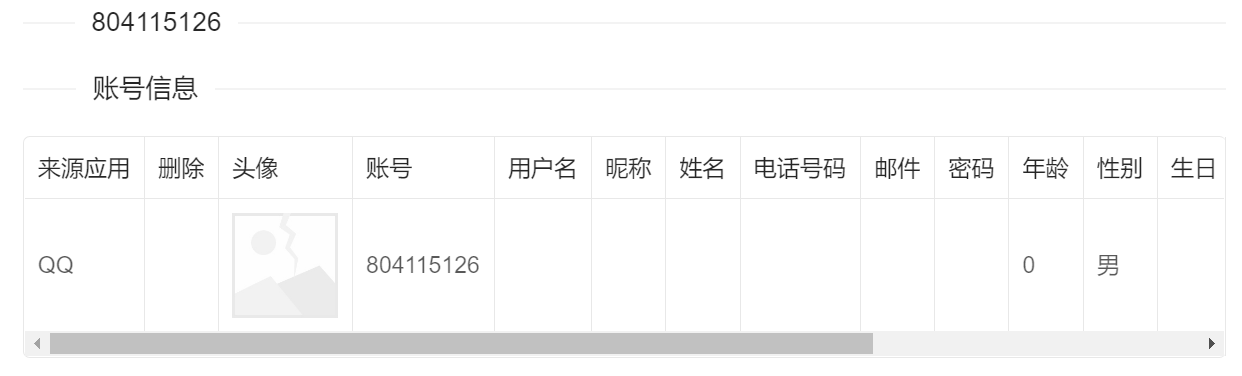 804115126
账号信息
来源应用 删除 头像 账号 用户名 昵称 姓名 电话号码 邮件 密码 年龄 性别 生日
QQ 804115126 0 男